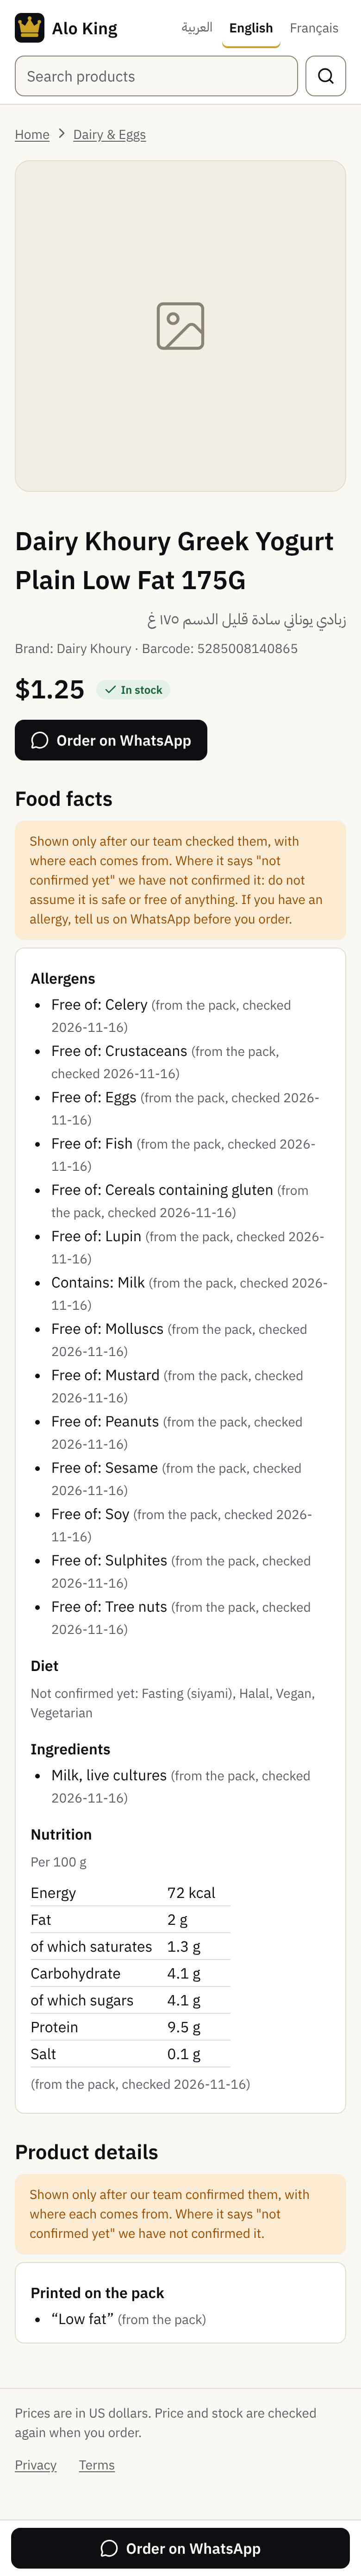 Alo King
العربية
English
Français
Search products
Home
Dairy & Eggs
Dairy Khoury Greek Yogurt
Plain Low Fat 175G
زبادي يوناني سادة قليل الدسم ١٧٥ غ
Brand: Dairy Khoury · Barcode: 5285008140865
$1.25
In stock
Order on WhatsApp
Food facts
Shown only after our team checked them, with
where each comes from. Where it says "not
confirmed yet" we have not confirmed it: do not
assume it is safe or free of anything. If you have an
allergy, tell us on WhatsApp before you order.
Allergens
• Free of: Celery (from the pack, checked
2026-11-16)
• Free of: Crustaceans (from the pack,
checked 2026-11-16)
• Free of: Eggs (from the pack, checked 2026-
11-16)
• Free of: Fish (from the pack, checked 2026-
11-16)
• Free of: Cereals containing gluten (from
the pack, checked 2026-11-16)
• Free of: Lupin (from the pack, checked 2026-
11-16)
• Contains: Milk (from the pack, checked 2026-
11-16)
• Free of: Molluscs (from the pack, checked
2026-11-16)
• Free of: Mustard (from the pack, checked
2026-11-16)
• Free of: Peanuts (from the pack, checked
2026-11-16)
• Free of: Sesame (from the pack, checked
2026-11-16)
• Free of: Soy (from the pack, checked 2026-
11-16)
• Free of: Sulphites (from the pack, checked
2026-11-16)
• Free of: Tree nuts (from the pack, checked
2026-11-16)
Diet
Not confirmed yet: Fasting (siyami), Halal, Vegan,
Vegetarian
Ingredients
• Milk, live cultures (from the pack, checked
2026-11-16)
Nutrition
Per 100 g
Energy 72 kcal
Fat 2 g
of which saturates 1.3 g
Carbohydrate 4.1 g
of which sugars 4.1 g
Protein 9.5 g
Salt 0.1 g
(from the pack, checked 2026-11-16)
Product details
Shown only after our team confirmed them, with
where each comes from. Where it says "not
confirmed yet" we have not confirmed it.
Printed on the pack
• “Low fat” (from the pack)
Prices are in US dollars. Price and stock are checked
again when you order.
Privacy
Terms
Order on WhatsApp